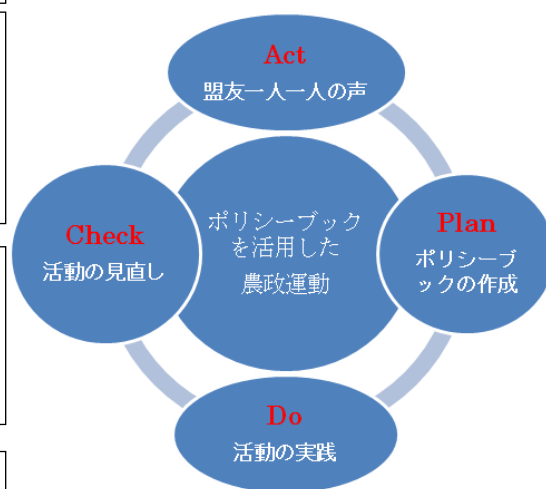 Act
盟友一人一人の声
Plan
ポリシーブ
ックの作成
Do
活動の実践
Check
活動の見直し
ポリシーブック
を活用した
農政運動